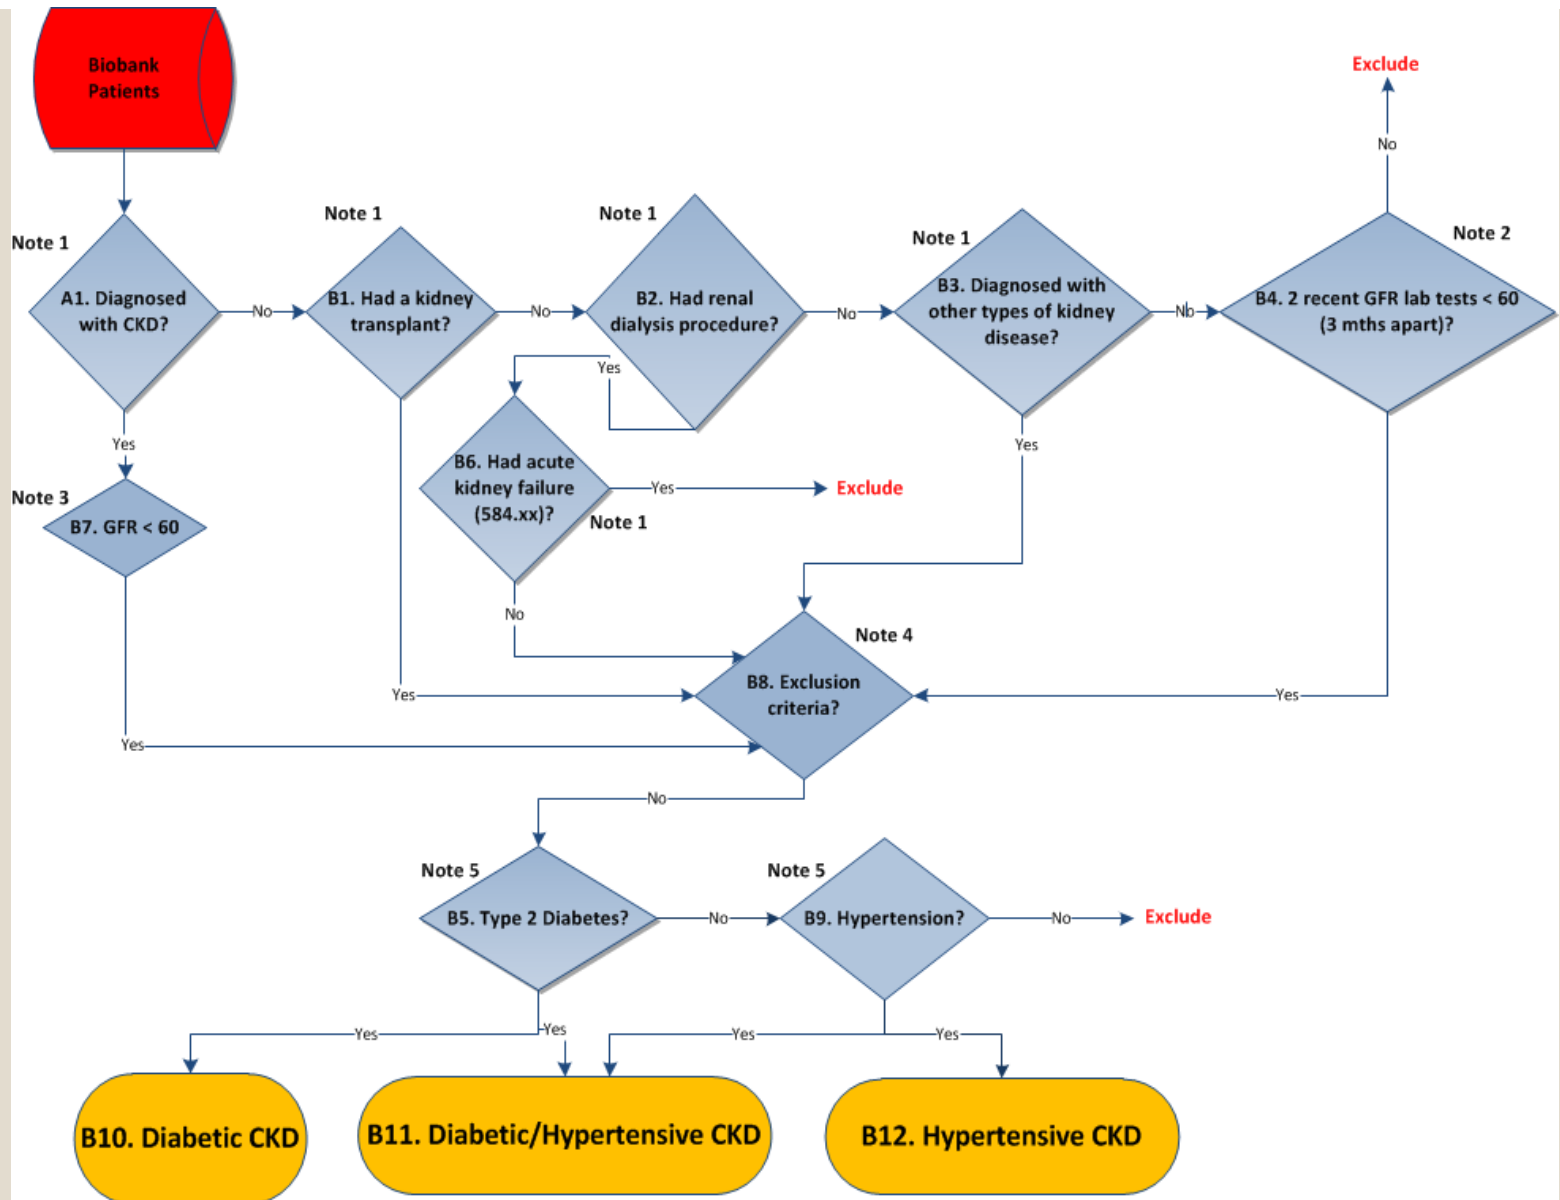 Biobank
Patients
Exclude
No
Note 1
Note 1
Note 1
Note 1
Note 2
A1. Diagnosed
with CKD?
No
B1. Had a kidney
transplant?
No
B2. Had renal
dialysis procedure?
No
B3. Diagnosed with
other types of kidney
disease?
No
B4. 2 recent GFR lab tests < 60
(3 mths apart)?
Yes
Yes
Yes
Note 3
B7. GFR < 60
B6. Had acute
kidney failure
(584.xx)?
Yes
Exclude
Note 1
No
Note 4
B8. Exclusion
criteria?
Yes
Yes
Yes
No
Note 5
Note 5
B5. Type 2 Diabetes?
No
B9. Hypertension?
No
Exclude
Yes
Yes
Yes
Yes
B10. Diabetic CKD
B11. Diabetic/Hypertensive CKD
B12. Hypertensive CKD